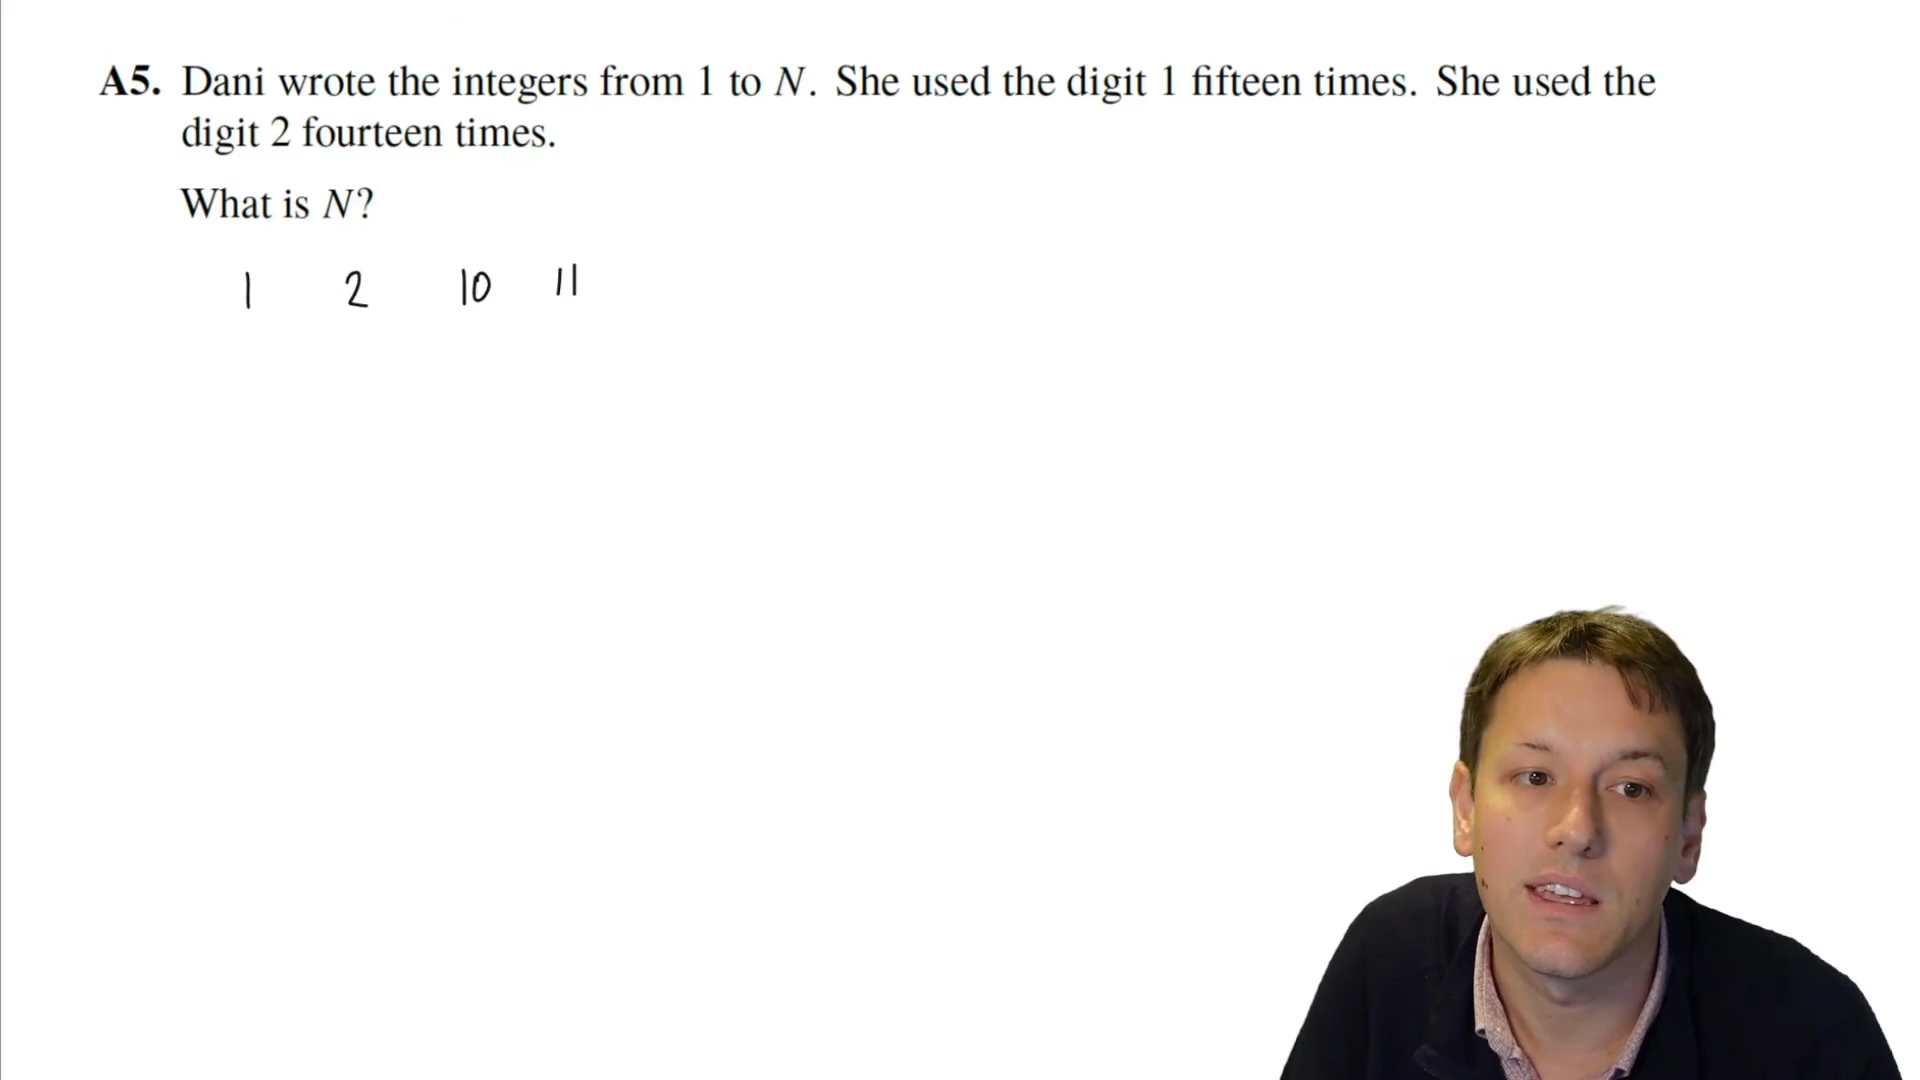 A5. Dani wrote the integers from 1 to N. She used the digit 1 fifteen times. She used the
digit 2 fourteen times.
What is N?
1 2 10 11